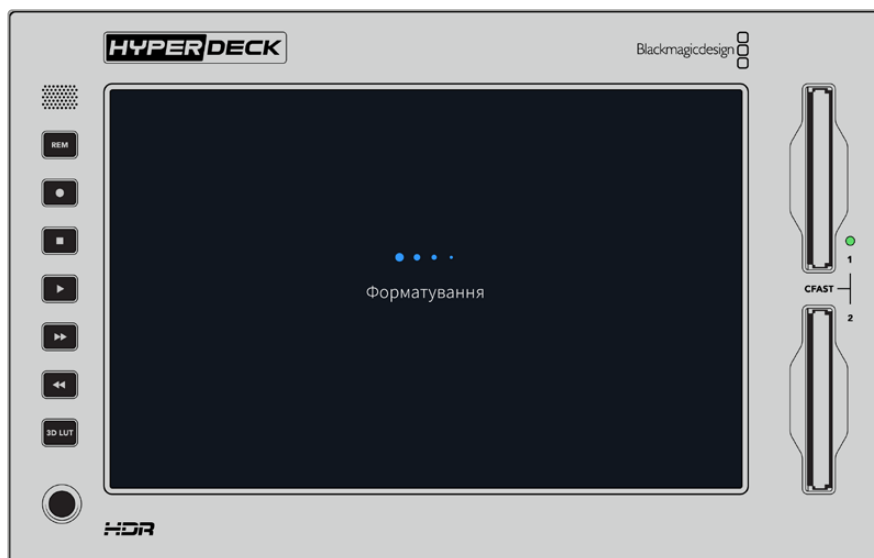 HYPERDECK
Blackmagicdesign
REM
Форматування
1
CFAST
2
3D LUT
HDR